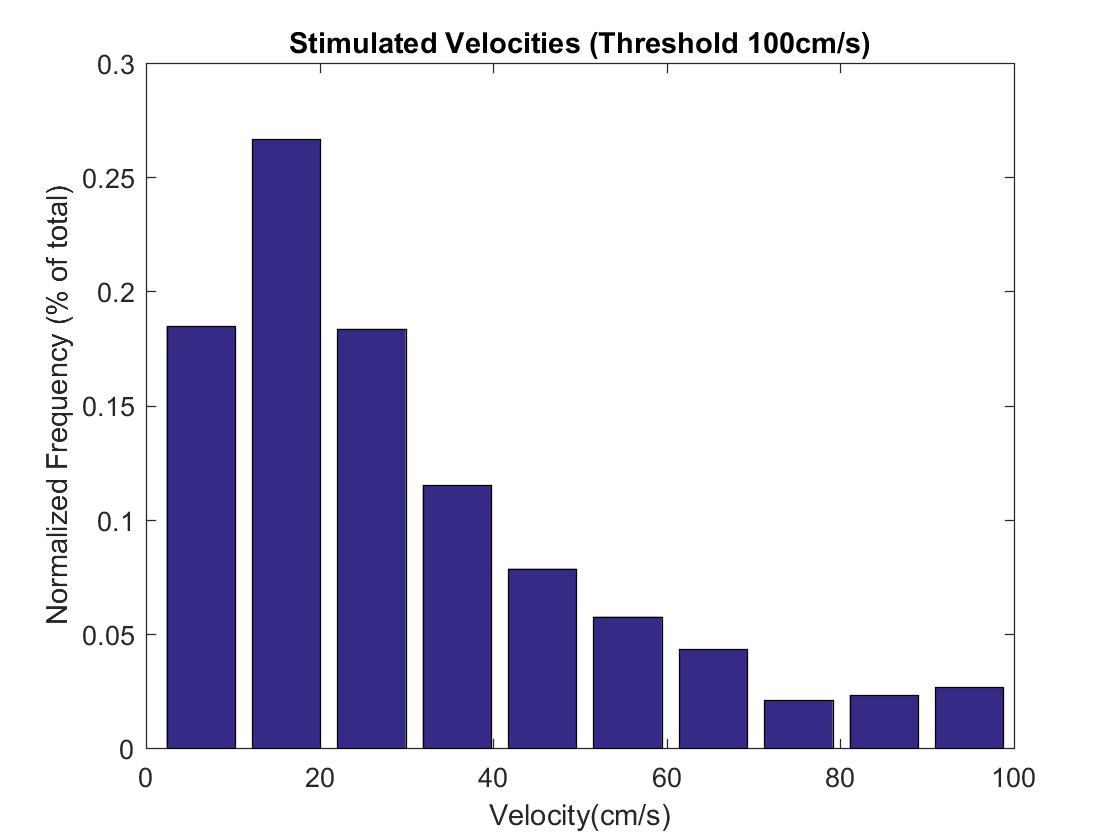 Stimulated Velocities (Threshold 100cm/s)
Normalized Frequency (% of total)
0.3
0.25
0.2
0.15
0.1
0.05
0
0 20 40 60 80 100
Velocity(cm/s)